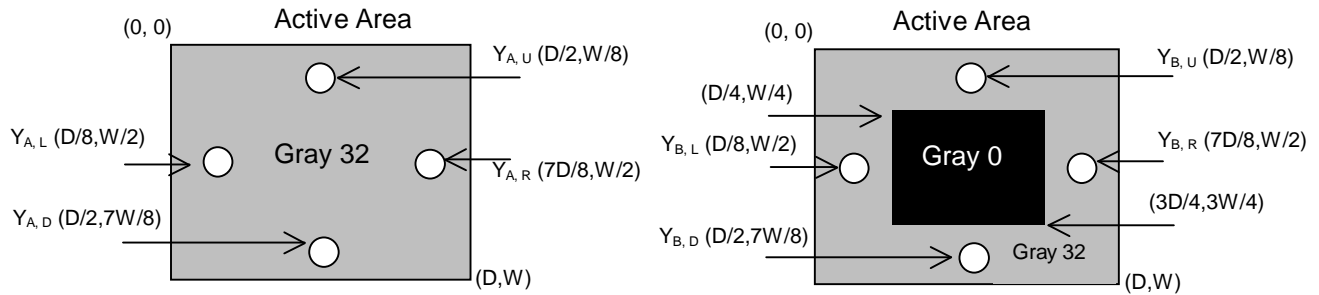 Active Area
(0, 0)
Y_A, U (D/2,W/8)
Y_A, L (D/8,W/2)
Gray 32
Y_A, R (7D/8,W/2)
Y_A, D (D/2,7W/8)
(D,W)
Active Area
(0, 0)
Y_B, U (D/2,W/8)
(D/4,W/4)
Y_B, L (D/8,W/2)
Gray 0
Y_B, R (7D/8,W/2)
(3D/4,3W/4)
Y_B, D (D/2,7W/8)
Gray 32
(D,W)